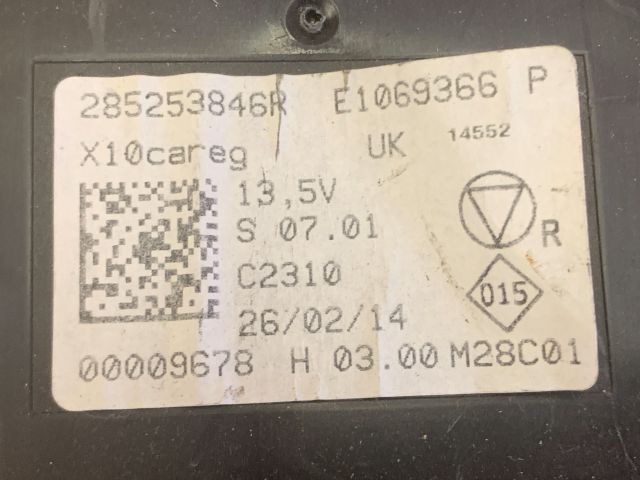 285253846R E1069366 P
X10careg UK 14552
13,5V
S 07.01
R
C2310
015
26/02/14
00009678 H 03.00 M28C01